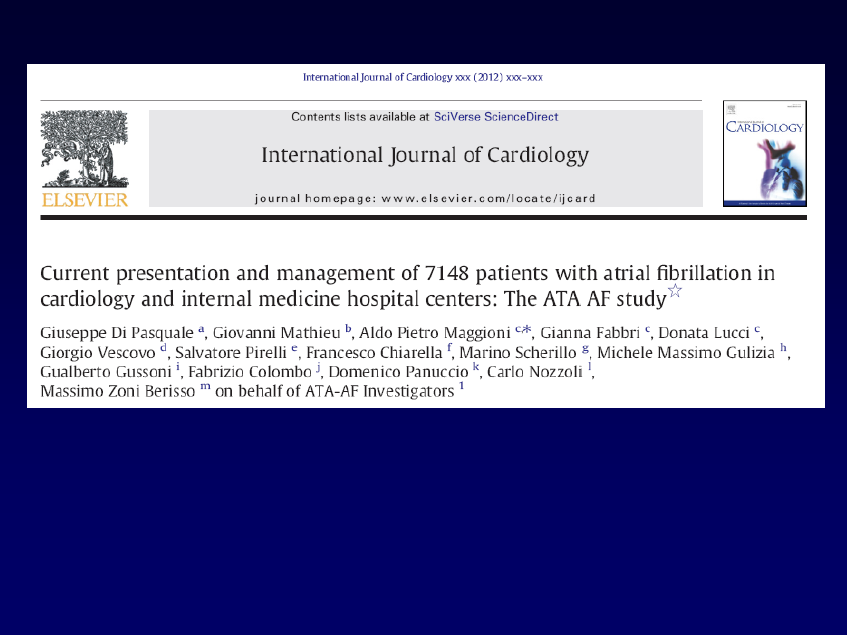 International Journal of Cardiology xxx (2012) xxx–xxx
Contents lists available at SciVerse ScienceDirect
International Journal of Cardiology
journal homepage: www.elsevier.com/locate/ijcard
ELSEVIER
CARDIOLOGY
Current presentation and management of 7148 patients with atrial fibrillation in
cardiology and internal medicine hospital centers: The ATA AF study☆
Giuseppe Di Pasquale a, Giovanni Mathieu b, Aldo Pietro Maggioni c,*, Gianna Fabbri c, Donata Lucci c,
Giorgio Vescovo d, Salvatore Pirelli e, Francesco Chiarella f, Marino Scherillo g, Michele Massimo Gulizia h,
Gualberto Gussoni i, Fabrizio Colombo j, Domenico Panuccio k, Carlo Nozzoli l,
Massimo Zoni Berisso m on behalf of ATA-AF Investigators 1